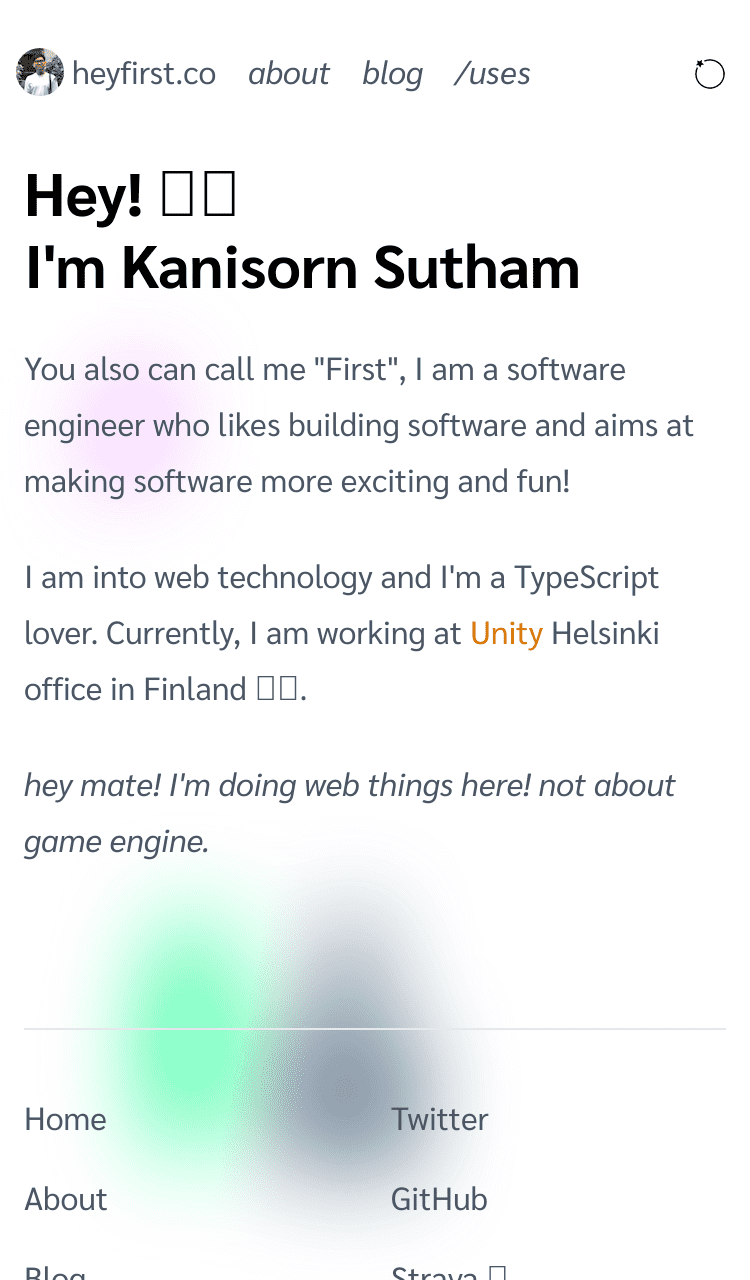 heyfirst.co about blog /uses
Hey!
I'm Kanisorn Sutham
You also can call me "First", I am a software
engineer who likes building software and aims at
making software more exciting and fun!
I am into web technology and I'm a TypeScript
lover. Currently, I am working at Unity Helsinki
office in Finland .
hey mate! I'm doing web things here! not about
game engine.
Home Twitter
About GitHub
Blog Strava